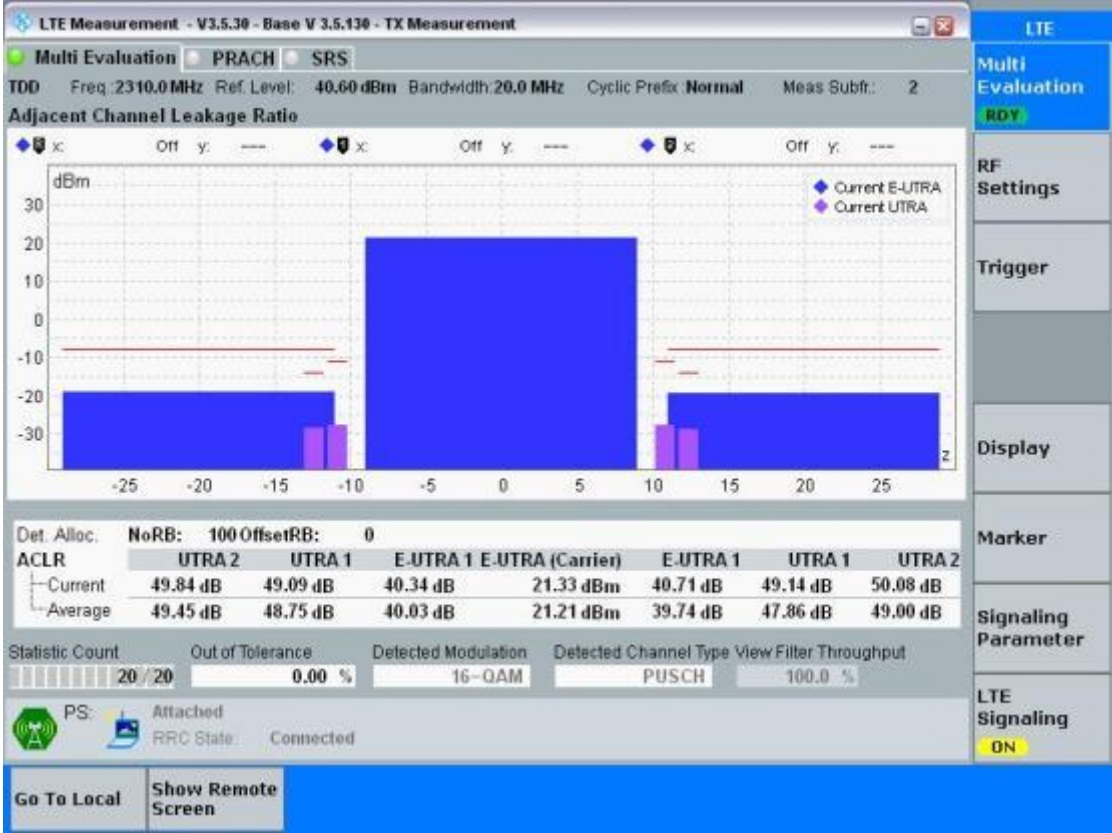 LTE Measurement - V3.5.30 - Base V 3.5.130 - TX Measurement
LTE
Multi Evaluation PRACH SRS
Multi
Evaluation
RDY
TDD Freq.:2310.0 MHz Ref. Level: 40.60 dBm Bandwidth:20.0 MHz Cyclic Prefix:Normal Meas Subfr.: 2
Adjacent Channel Leakage Ratio
x: Off y: --- x: Off y: --- x: Off y: ---
RF
Settings
dBm
Current E-UTRA
Current UTRA
30
20
10
0
-10
-20
-30
z
-25 -20 -15 -10 -5 0 5 10 15 20 25
Trigger
Display
Det. Alloc. NoRB: 100 OffsetRB: 0
ACLR UTRA 2 UTRA 1 E-UTRA 1 E-UTRA (Carrier) E-UTRA 1 UTRA 1 UTRA 2
Current 49.84 dB 49.09 dB 40.34 dB 21.33 dBm 40.71 dB 49.14 dB 50.08 dB
Average 49.45 dB 48.75 dB 40.03 dB 21.21 dBm 39.74 dB 47.86 dB 49.00 dB
Marker
Signaling
Parameter
Statistic Count Out of Tolerance Detected Modulation Detected Channel Type View Filter Throughput
20 / 20 0.00 % 16-QAM PUSCH 100.0 %
PS: Attached
RRC State: Connected
LTE
Signaling
ON
Go To Local
Show Remote
Screen